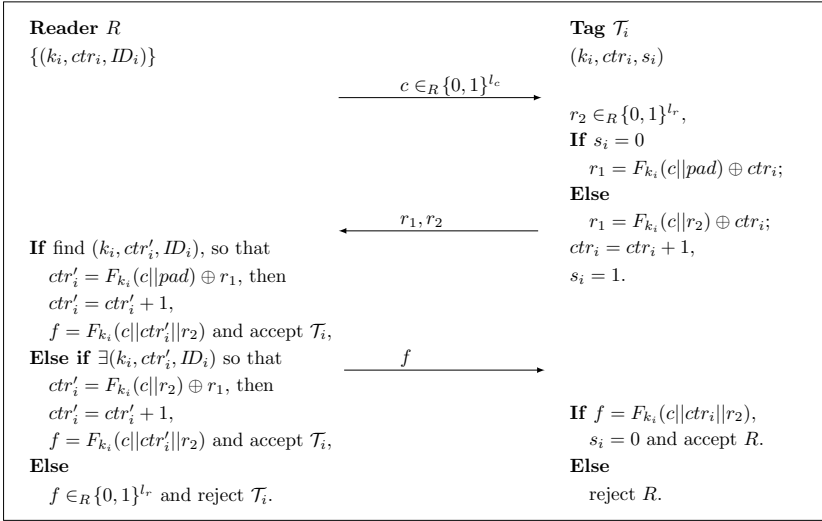 Reader R
{(k_i, ctr_i, ID_i)}
Tag 𝒯_i
(k_i, ctr_i, s_i)
c ∈_R {0, 1}^{l_c}
r_2 ∈_R {0, 1}^{l_r},
If s_i = 0
r_1 = F_{k_i}(c||pad) ⊕ ctr_i;
Else
r_1 = F_{k_i}(c||r_2) ⊕ ctr_i;
ctr_i = ctr_i + 1,
s_i = 1.
r_1, r_2
If find (k_i, ctr'_i, ID_i), so that
ctr'_i = F_{k_i}(c||pad) ⊕ r_1, then
ctr'_i = ctr'_i + 1,
f = F_{k_i}(c||ctr'_i||r_2) and accept 𝒯_i,
Else if ∃(k_i, ctr'_i, ID_i) so that
ctr'_i = F_{k_i}(c||r_2) ⊕ r_1, then
ctr'_i = ctr'_i + 1,
f = F_{k_i}(c||ctr'_i||r_2) and accept 𝒯_i,
Else
f ∈_R {0, 1}^{l_r} and reject 𝒯_i.
f
If f = F_{k_i}(c||ctr_i||r_2),
s_i = 0 and accept R.
Else
reject R.